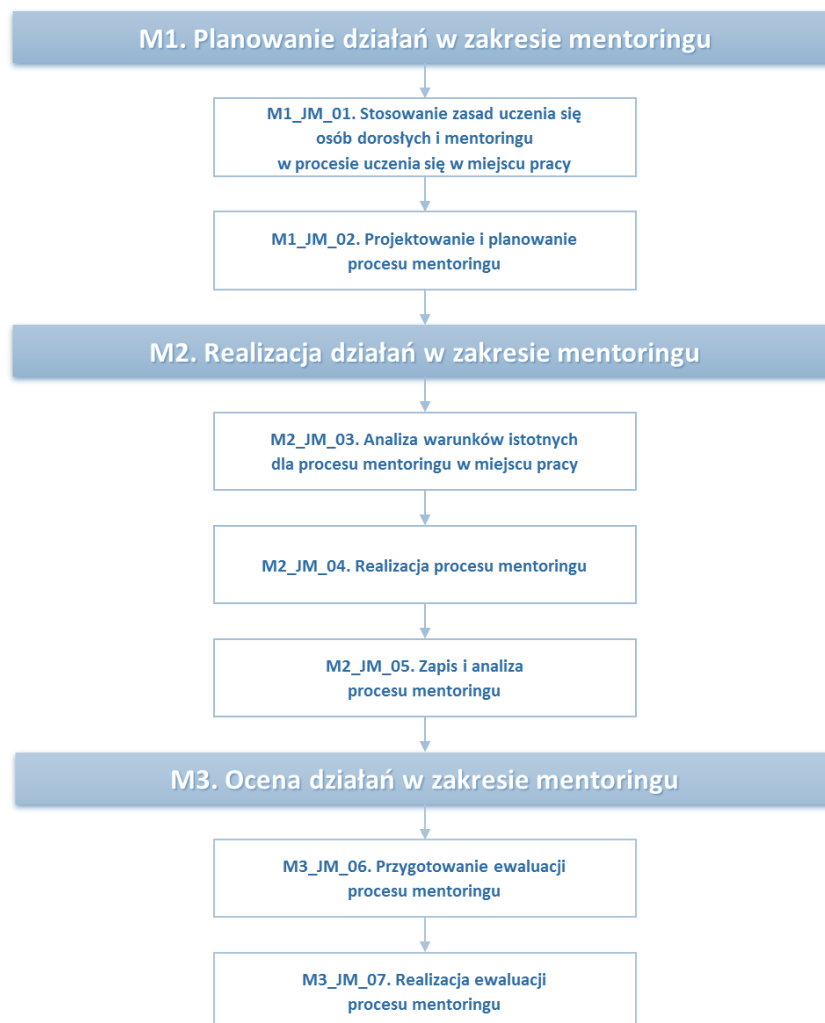 M1. Planowanie działań w zakresie mentoringu
M1_JM_01. Stosowanie zasad uczenia się
osób dorosłych i mentoringu
w procesie uczenia się w miejscu pracy
M1_JM_02. Projektowanie i planowanie
procesu mentoringu
M2. Realizacja działań w zakresie mentoringu
M2_JM_03. Analiza warunków istotnych
dla procesu mentoringu w miejscu pracy
M2_JM_04. Realizacja procesu mentoringu
M2_JM_05. Zapis i analiza
procesu mentoringu
M3. Ocena działań w zakresie mentoringu
M3_JM_06. Przygotowanie ewaluacji
procesu mentoringu
M3_JM_07. Realizacja ewaluacji
procesu mentoringu